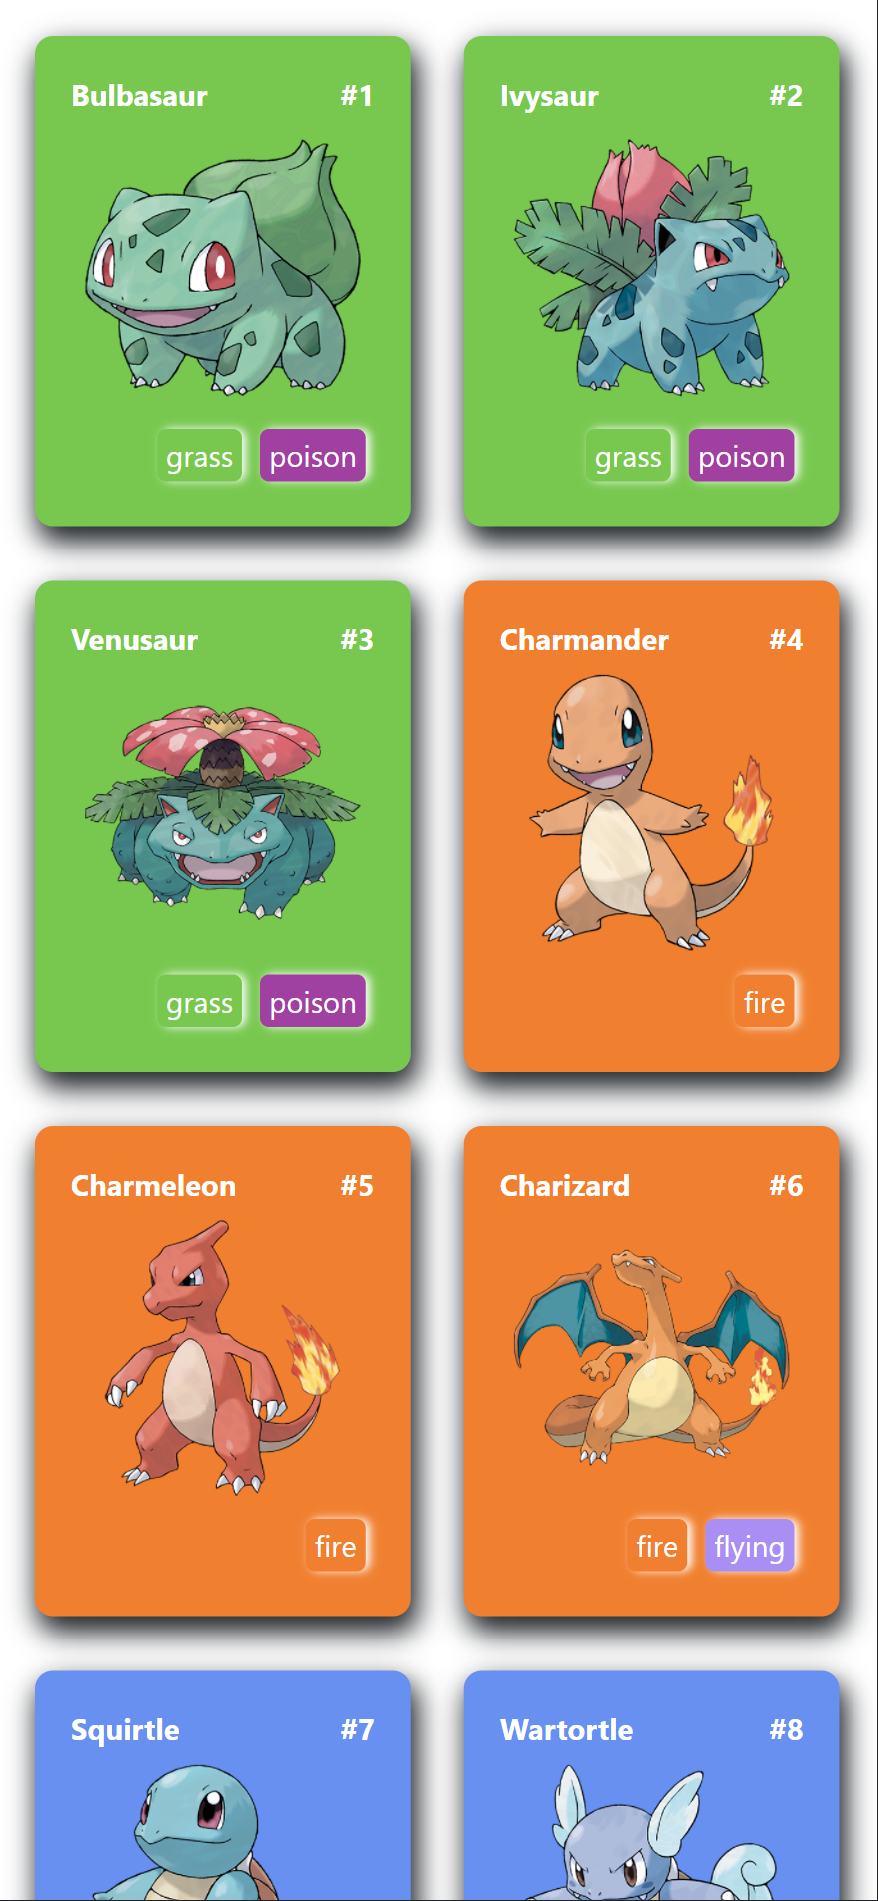 Bulbasaur #1
Ivysaur #2
grass poison
grass poison
Venusaur #3
Charmander #4
grass poison
fire
Charmeleon #5
Charizard #6
fire
fire flying
Squirtle #7
Wartortle #8